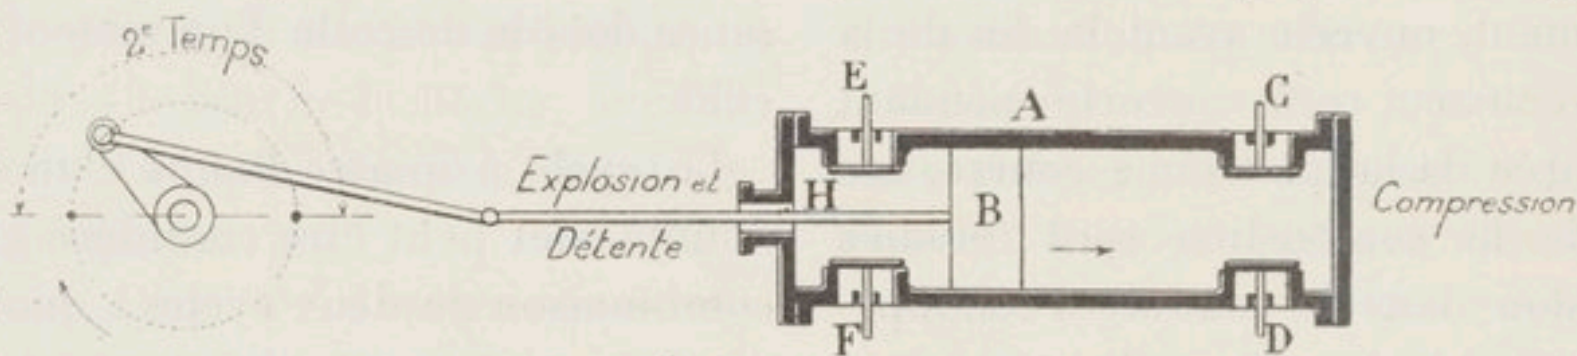 2e Temps.
E
A
C
Explosion et
H
B
Compression
Détente
F
D